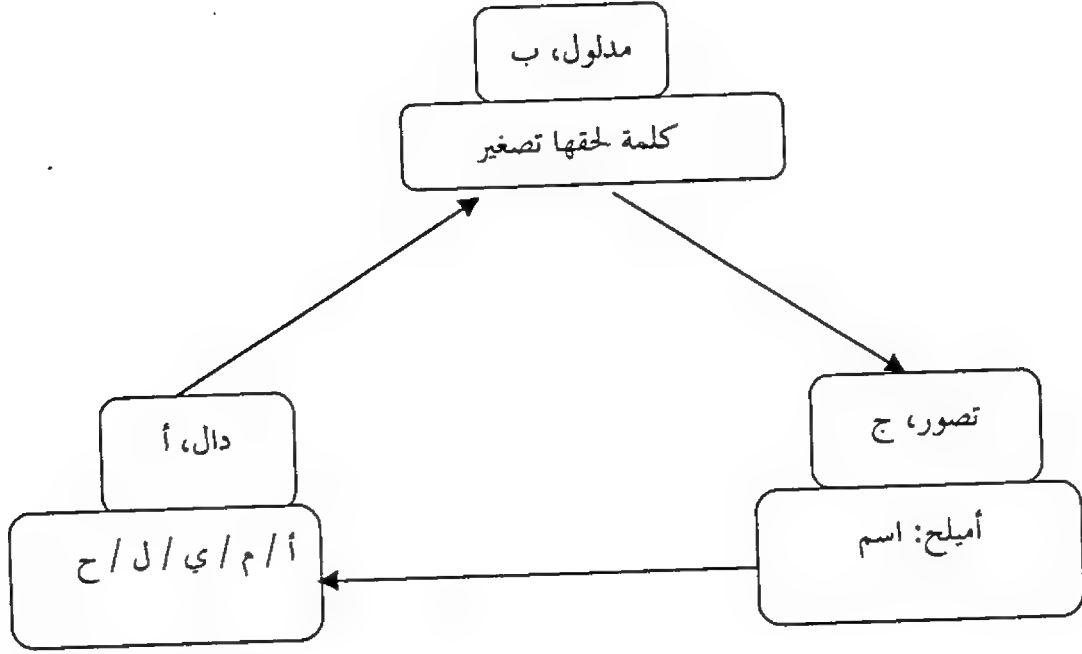 مدلول، ب
كلمة لحقها تصغير
تصور، ج
أميلح: اسم
دال، أ
أ / م / ي / ل / ح